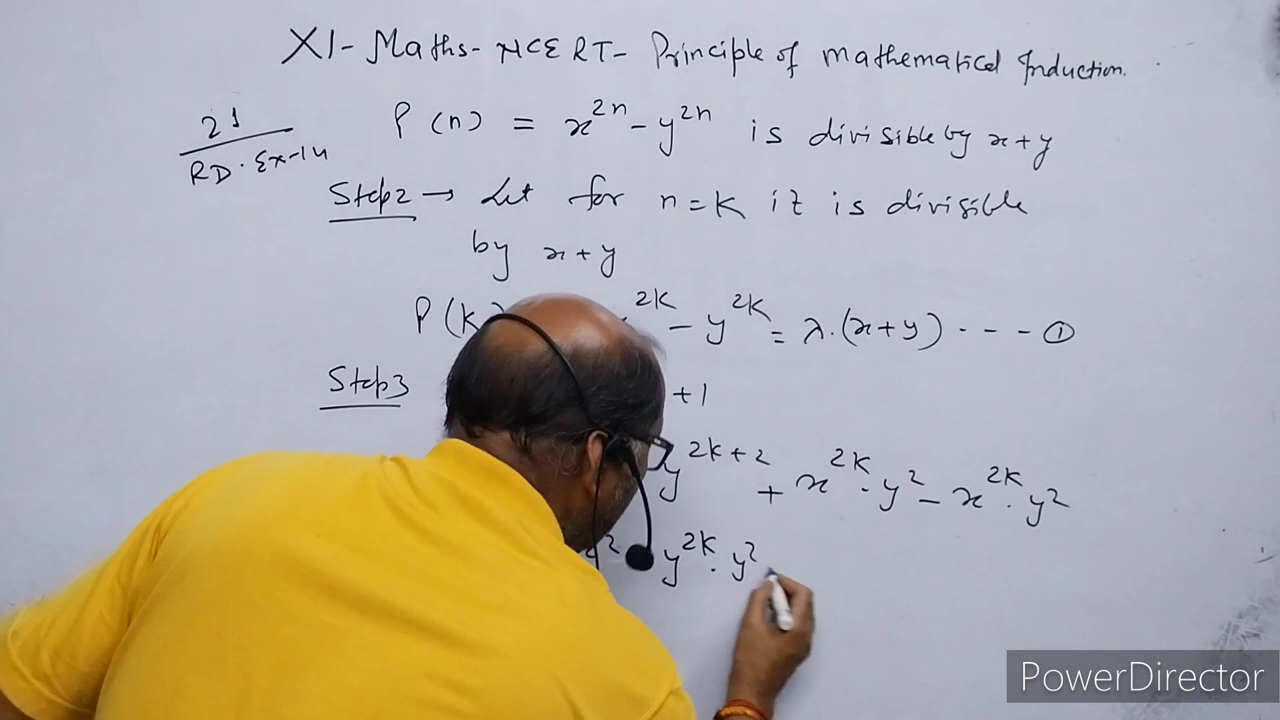 XI - Maths - NCERT - Principle of mathematical Induction.
21
RD. Ex-14
P(n) = x^{2n} - y^{2n} is divisible by x+y
Step2 → Let for n=K it is divisible
by x+y
P(k ^{2K} - y^{2K} = λ.(x+y) - - - - ①
Step3 +1
y^{2K+2} + x^{2K}.y^2 - x^{2K}.y^2
y^{2K}.y^2
PowerDirector